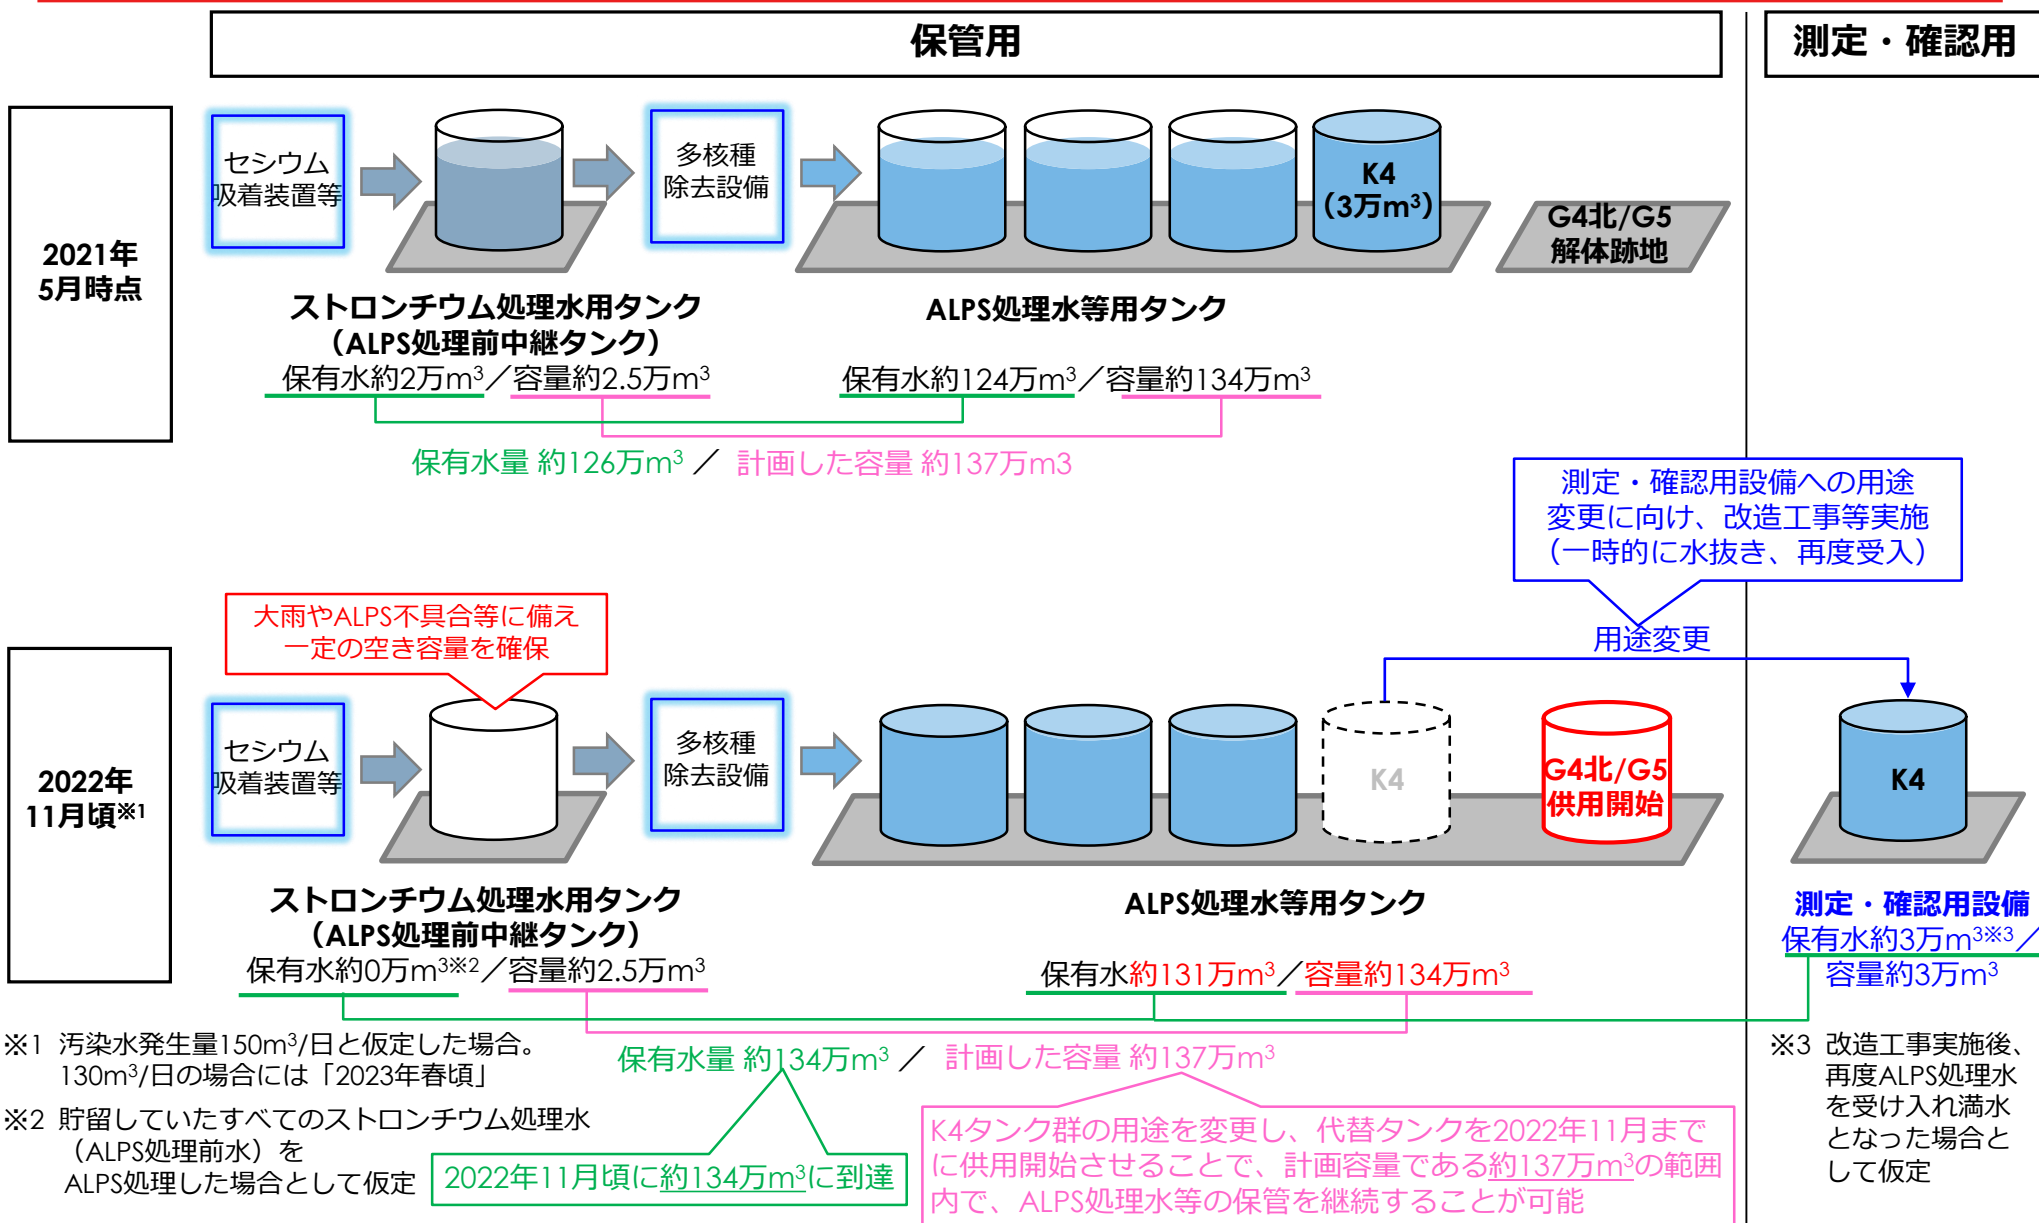 保管用
測定・確認用
2021年
5月時点
セシウム
吸着装置等
多核種
除去設備
K4
(3万m³)
G4北/G5
解体跡地
ストロンチウム処理水用タンク
（ALPS処理前中継タンク）
保有水約2万m³／容量約2.5万m³
ALPS処理水等用タンク
保有水約124万m³／容量約134万m³
保有水量 約126万m³ ／ 計画した容量 約137万m3
測定・確認用設備への用途
変更に向け、改造工事等実施
（一時的に水抜き、再度受入）
用途変更
大雨やALPS不具合等に備え
一定の空き容量を確保
2022年
11月頃※1
セシウム
吸着装置等
多核種
除去設備
K4
G4北/G5
供用開始
K4
ストロンチウム処理水用タンク
（ALPS処理前中継タンク）
保有水約0万m³※2／容量約2.5万m³
ALPS処理水等用タンク
保有水約131万m³／容量約134万m³
測定・確認用設備
保有水約3万m³※3／
容量約3万m³
保有水量 約134万m³ ／ 計画した容量 約137万m³
※1 汚染水発生量150m³/日と仮定した場合。
130m³/日の場合には「2023年春頃」
※2 貯留していたすべてのストロンチウム処理水
（ALPS処理前水）を
ALPS処理した場合として仮定
2022年11月頃に約134万m³に到達
K4タンク群の用途を変更し、代替タンクを2022年11月まで
に供用開始させることで、計画容量である約137万m³の範囲
内で、ALPS処理水等の保管を継続することが可能
※3 改造工事実施後、
再度ALPS処理水
を受け入れ満水
となった場合と
して仮定